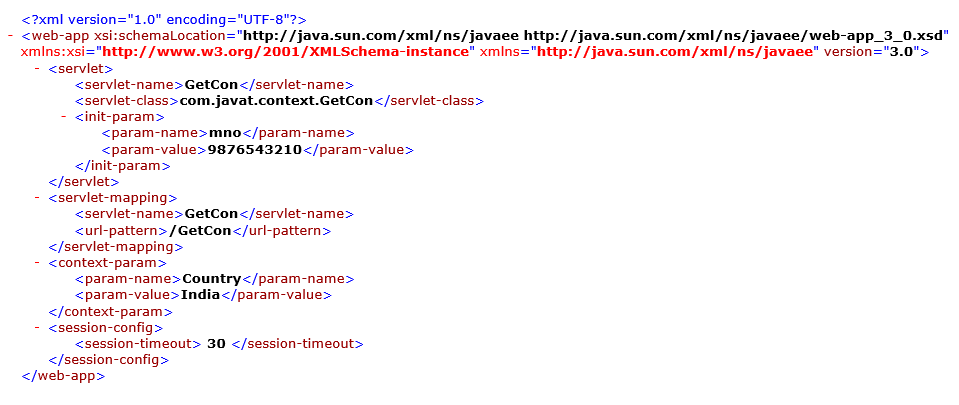 <?xml version="1.0" encoding="UTF-8"?>
- <web-app xsi:schemaLocation="http://java.sun.com/xml/ns/javaee http://java.sun.com/xml/ns/javaee/web-app_3_0.xsd"
xmlns:xsi="http://www.w3.org/2001/XMLSchema-instance" xmlns="http://java.sun.com/xml/ns/javaee" version="3.0">
- <servlet>
<servlet-name>GetCon</servlet-name>
<servlet-class>com.javat.context.GetCon</servlet-class>
- <init-param>
<param-name>mno</param-name>
<param-value>9876543210</param-value>
</init-param>
</servlet>
- <servlet-mapping>
<servlet-name>GetCon</servlet-name>
<url-pattern>/GetCon</url-pattern>
</servlet-mapping>
- <context-param>
<param-name>Country</param-name>
<param-value>India</param-value>
</context-param>
- <session-config>
<session-timeout> 30 </session-timeout>
</session-config>
</web-app>